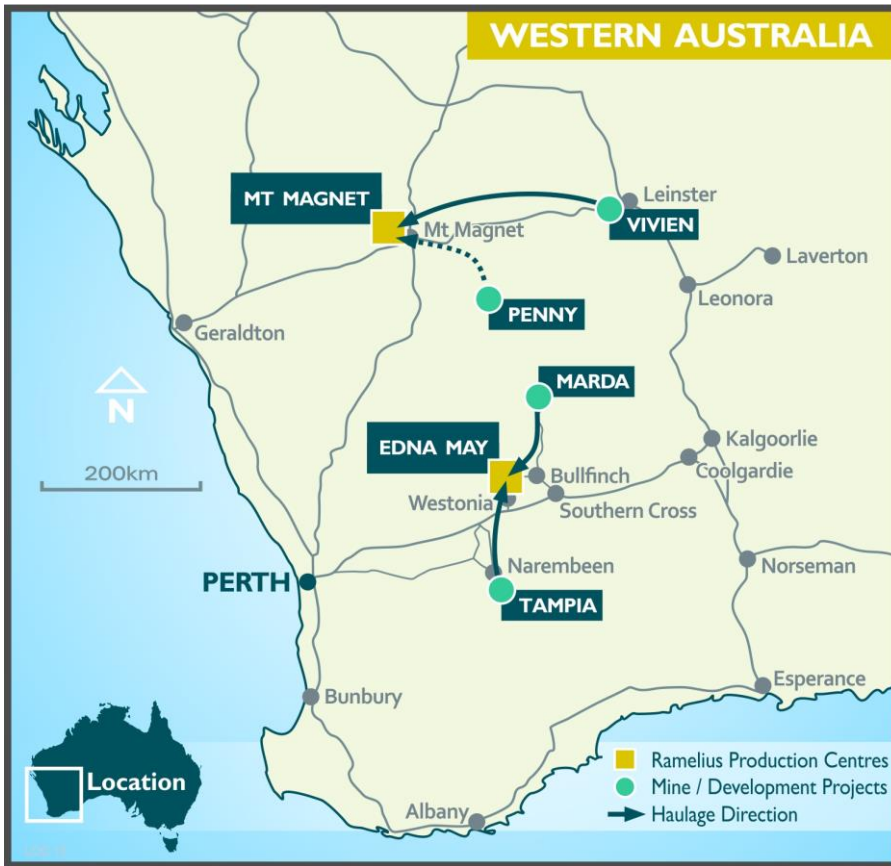 WESTERN AUSTRALIA
MT MAGNET
Leinster
VIVIEN
Mt Magnet
Laverton
Leonora
PENNY
Geraldton
N
MARDA
200km
EDNA MAY
Kalgoorlie
Coolgardie
Bullfinch
Westonia
Southern Cross
PERTH
Narembeen
Norseman
TAMPIA
Esperance
Bunbury
Location
Ramelius Production Centres
Mine / Development Projects
Haulage Direction
Albany